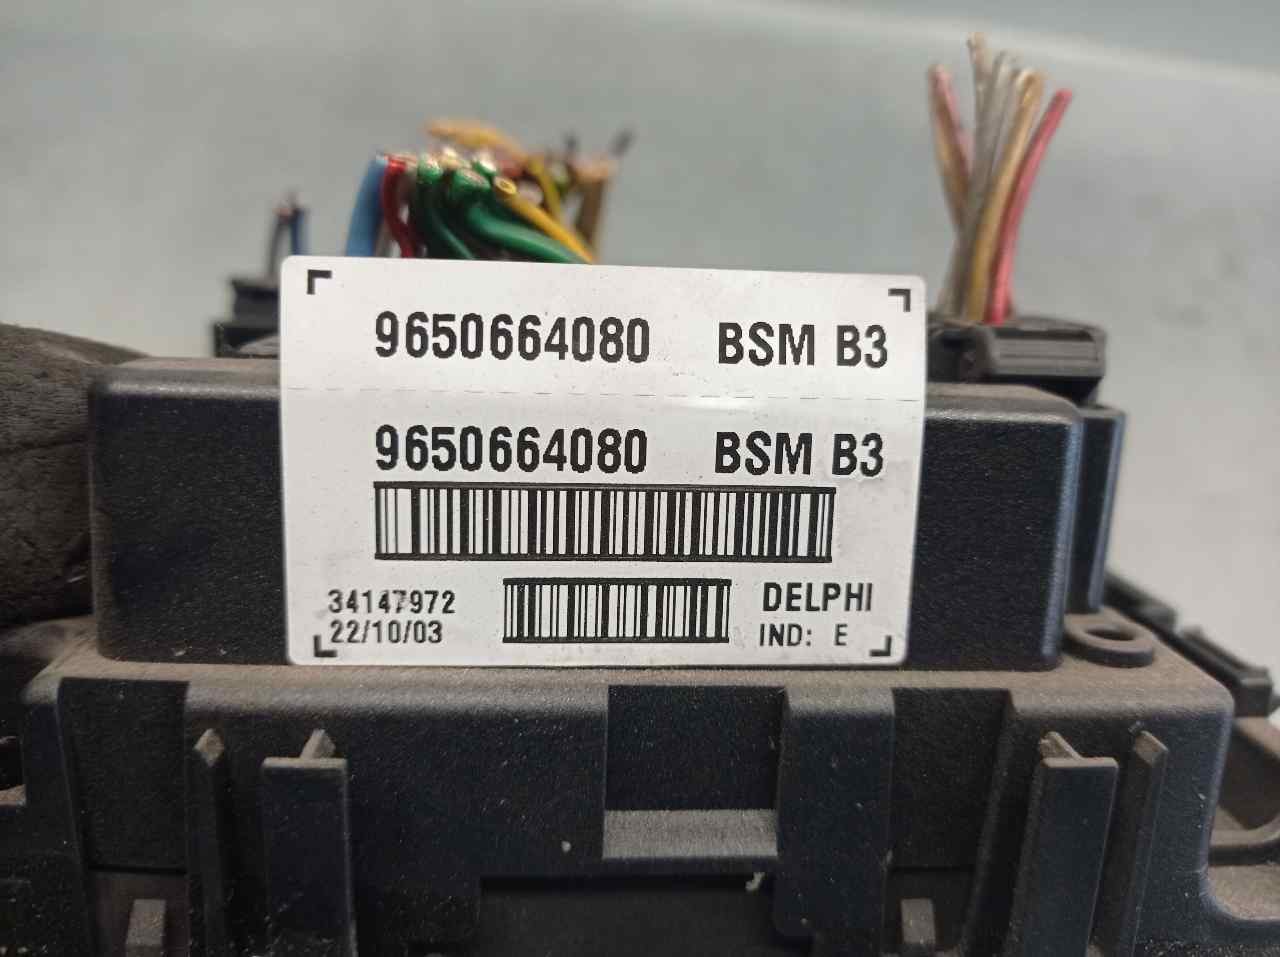 9650664080 BSM B3
9650664080 BSM B3
34147972 DELPHI
22/10/03 IND: E